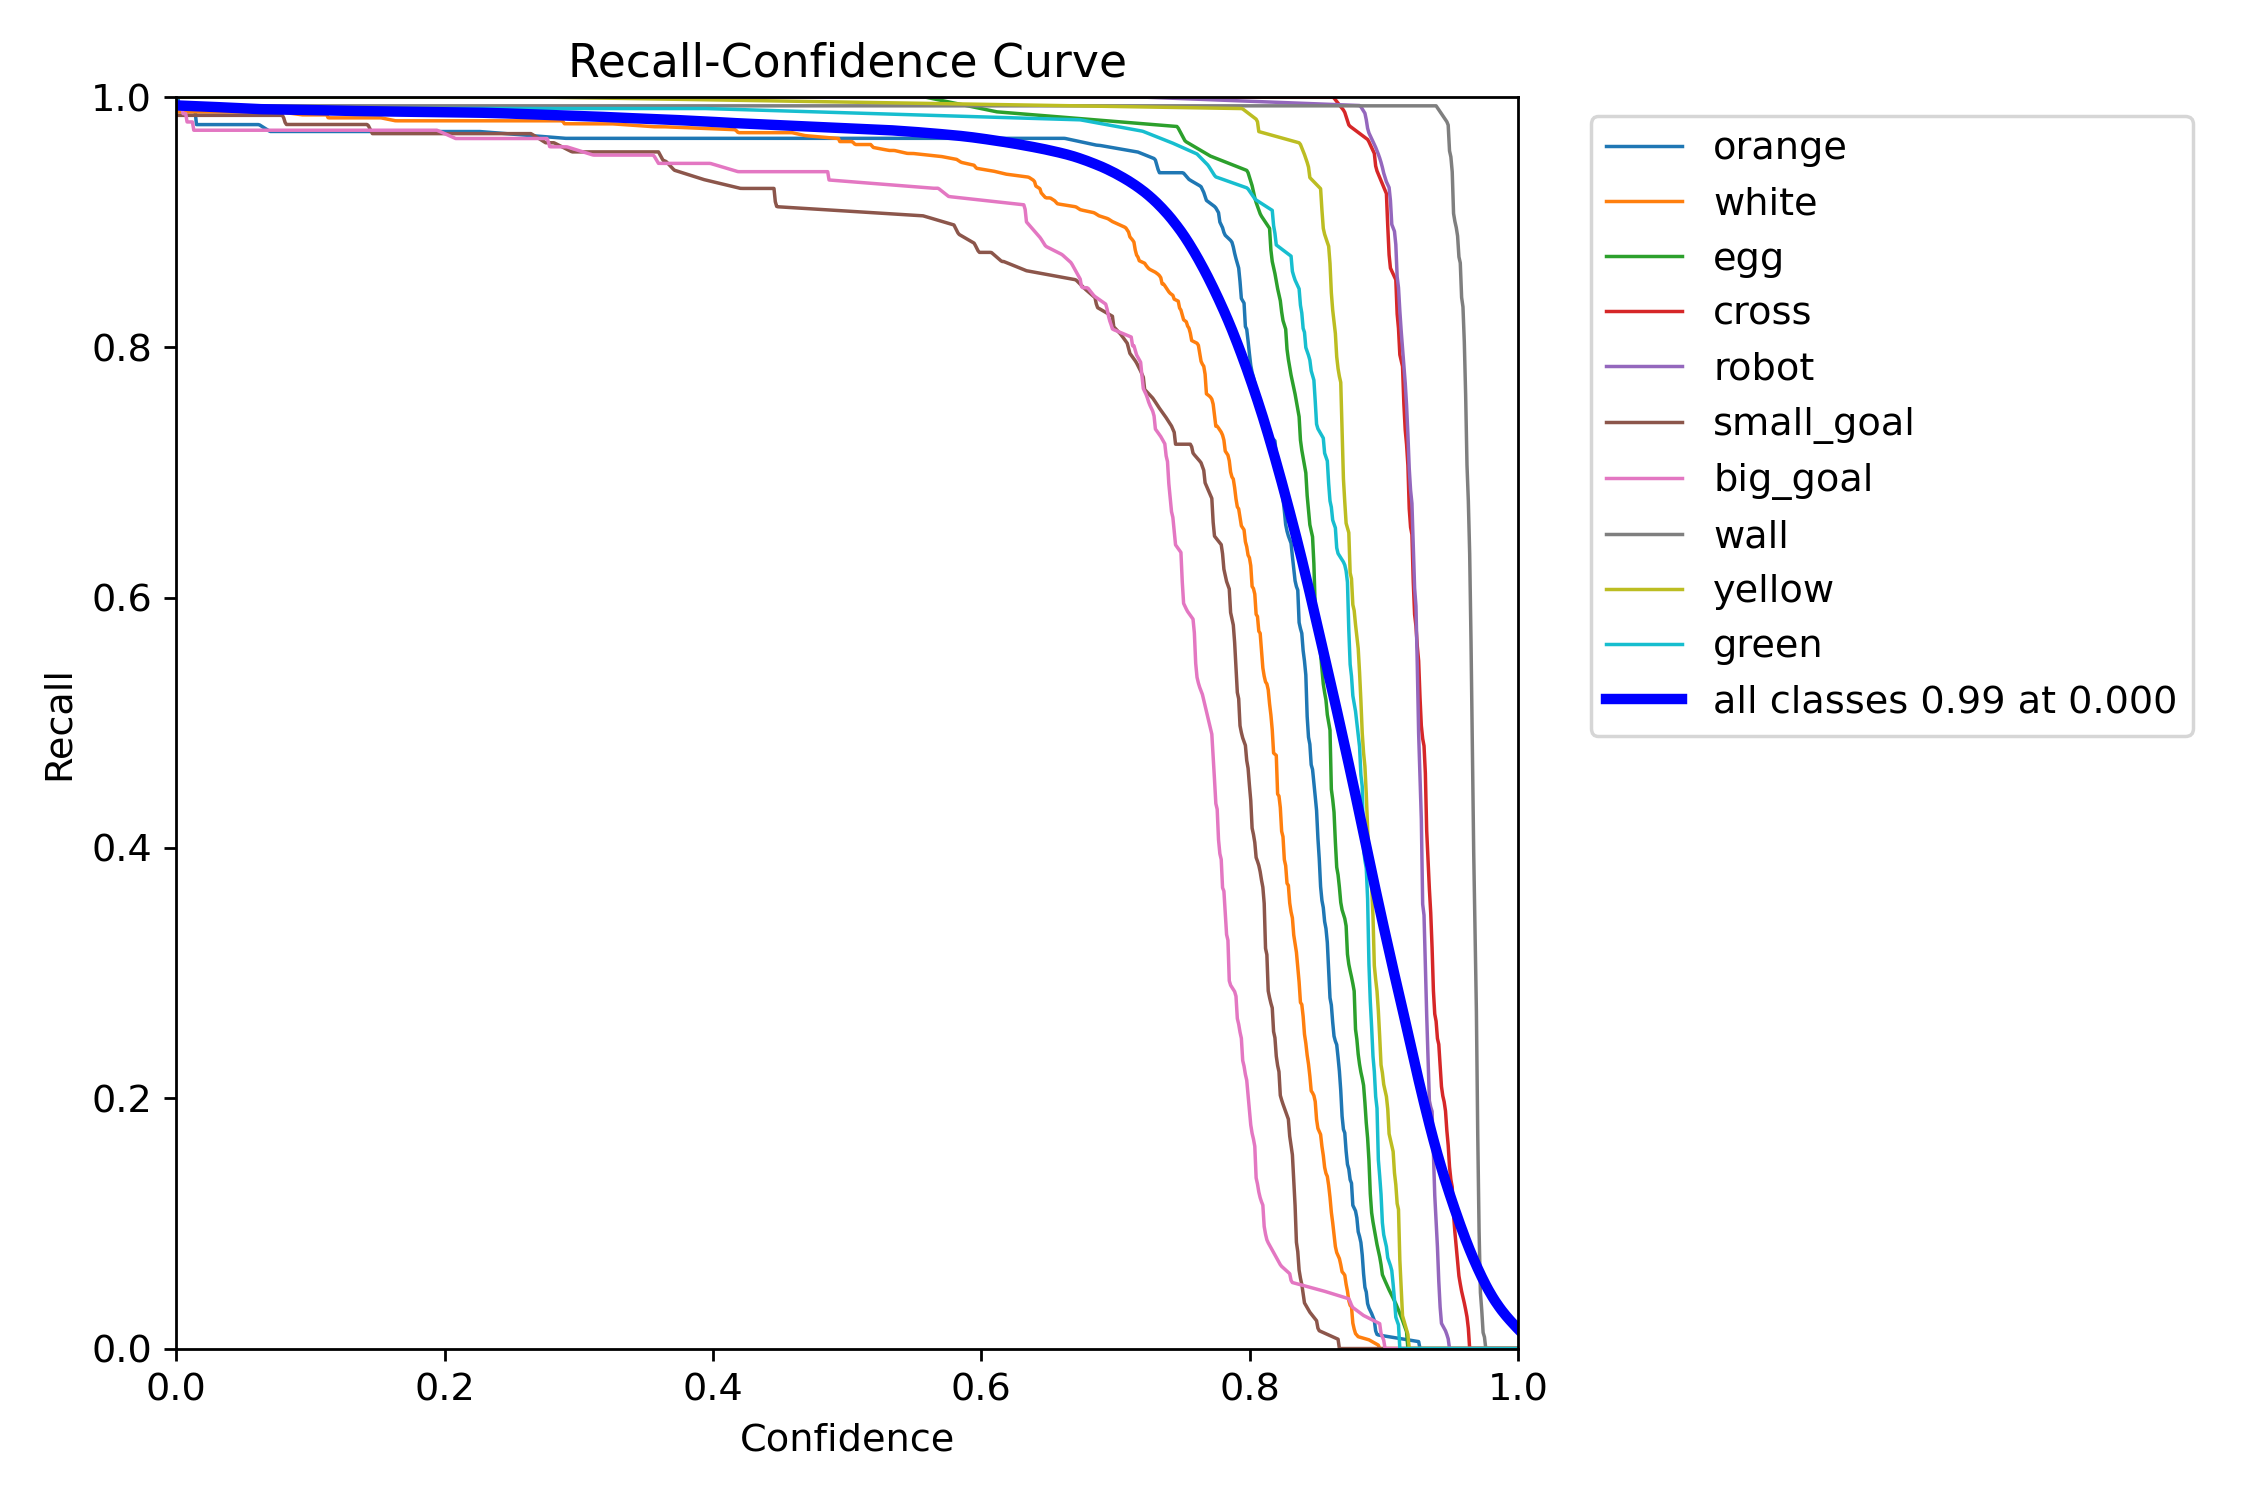 Recall-Confidence Curve
1.0
0.8
0.6
0.4
0.2
0.0
Recall
0.0 0.2 0.4 0.6 0.8 1.0
Confidence
orange
white
egg
cross
robot
small_goal
big_goal
wall
yellow
green
all classes 0.99 at 0.000